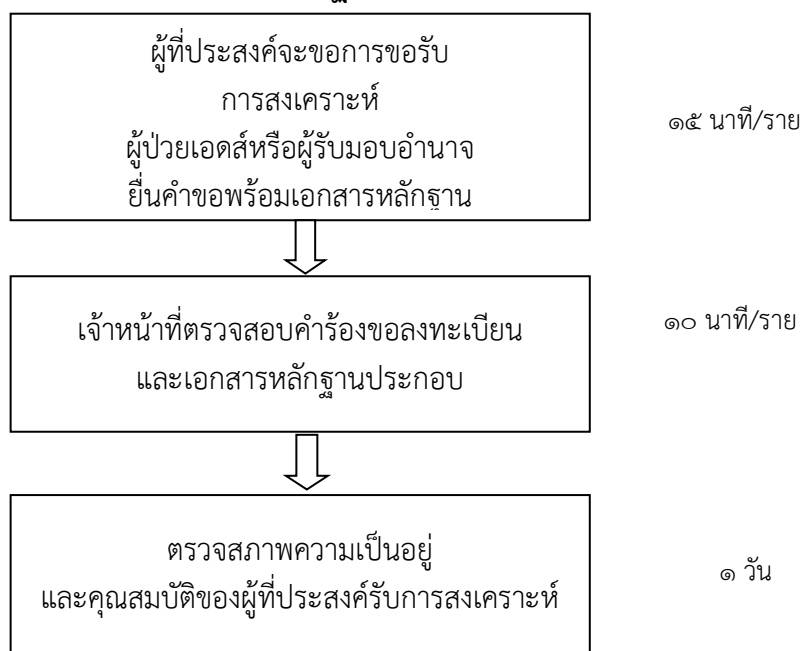 ผู้ที่ประสงค์จะขอการขอรับ
การสงเคราะห์
ผู้ป่วยเอดส์หรือผู้รับมอบอำนาจ
ยื่นคำขอพร้อมเอกสารหลักฐาน
๑๕ นาที/ราย
เจ้าหน้าที่ตรวจสอบคำร้องขอลงทะเบียน
และเอกสารหลักฐานประกอบ
๑๐ นาที/ราย
ตรวจสภาพความเป็นอยู่
และคุณสมบัติของผู้ที่ประสงค์รับการสงเคราะห์
๑ วัน